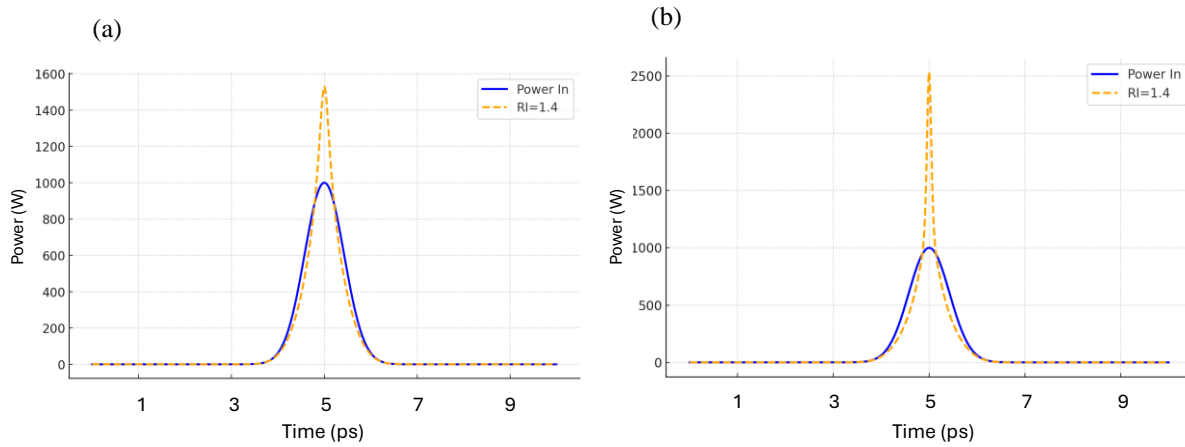 (a)
1600
1400
1200
1000
800
600
400
200
0
Power (W)
Power In
RI=1.4
1 3 5 7 9
Time (ps)
(b)
2500
2000
1500
1000
500
0
Power (W)
Power In
RI=1.4
1 3 5 7 9
Time (ps)